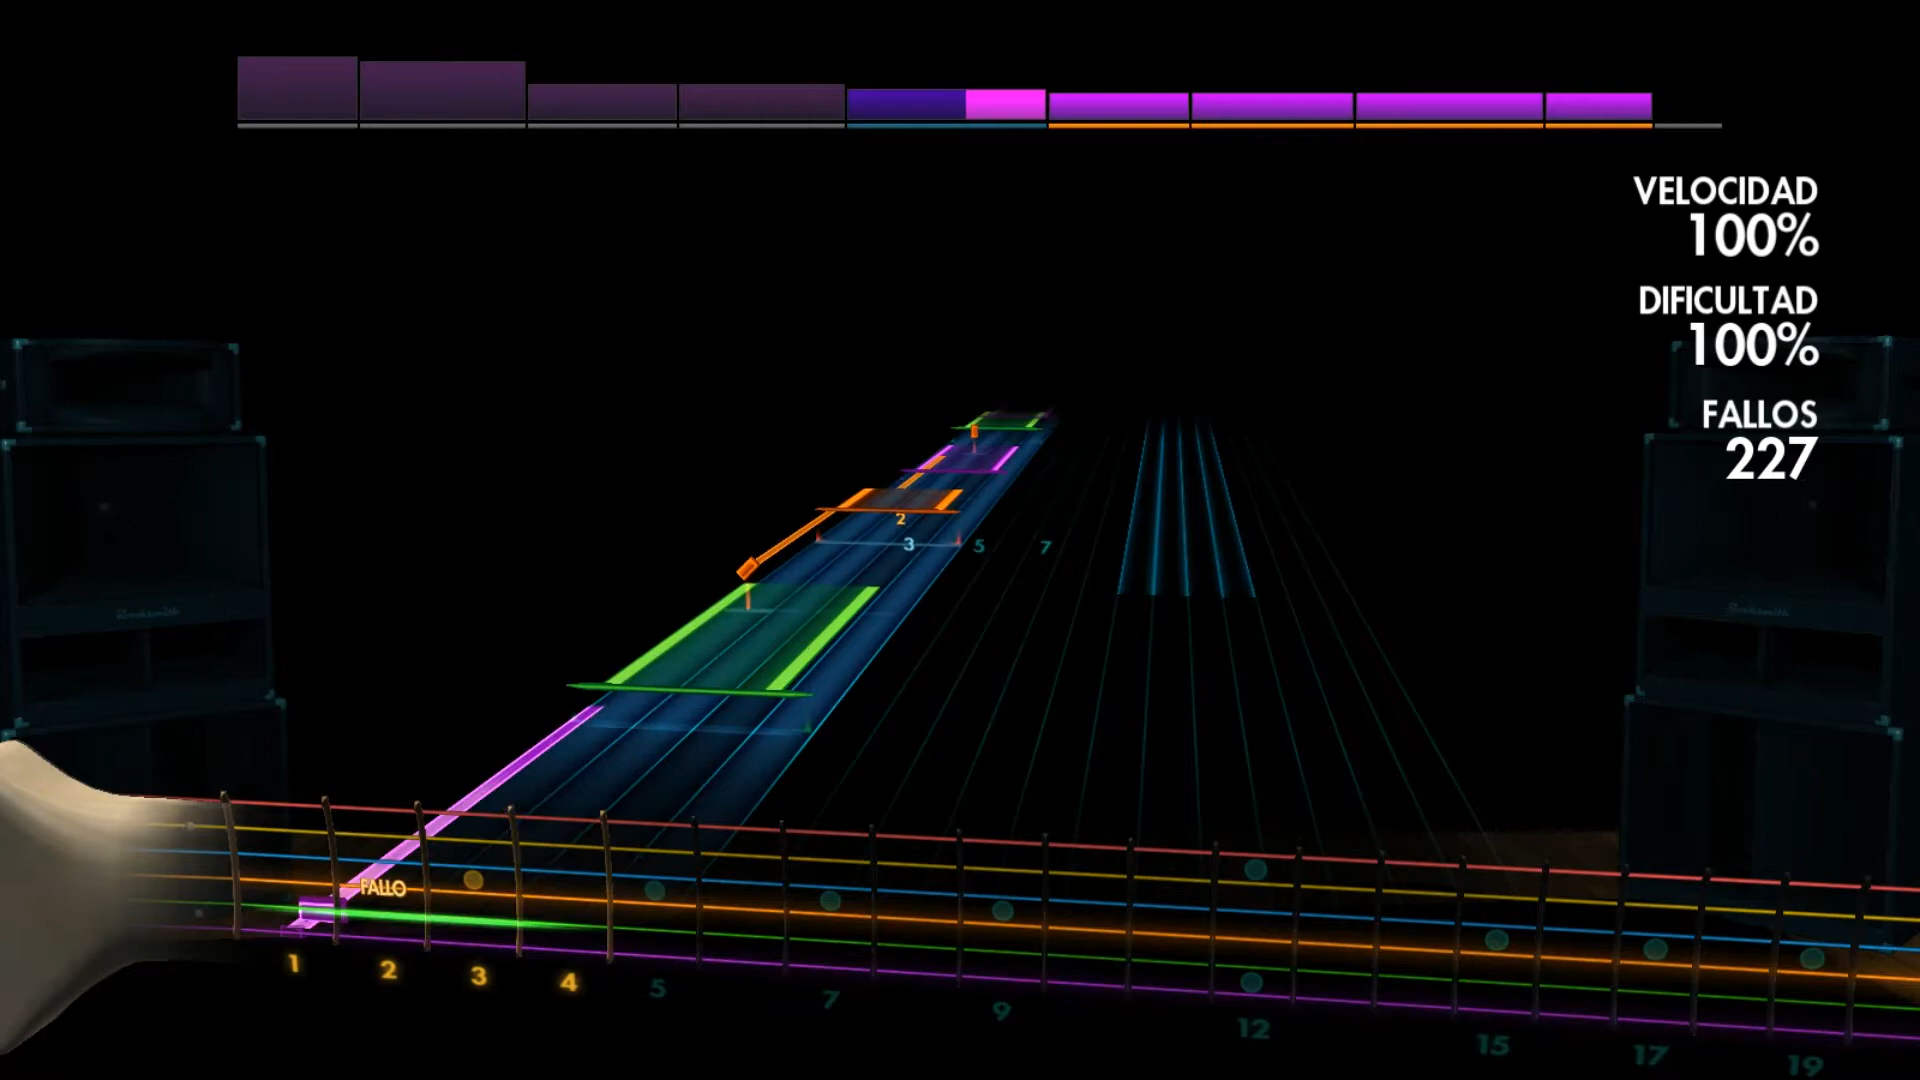 VELOCIDAD
100%
DIFICULTAD
100%
FALLOS
227
2
3 5 7
Rocksmith
FALLO
1 2 3 4 5 7 9 12 15 17 19